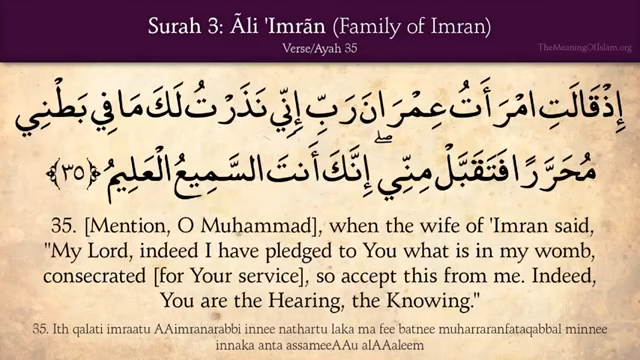 Surah 3: Ãli 'Imrãn (Family of Imran)
Verse/Ayah 35
TheMeaningOfIslam.org
إِذْ قَالَتِ امْرَأَتُ عِمْرَانَ رَبِّ إِنِّي نَذَرْتُ لَكَ مَا فِي بَطْنِي
مُحَرَّرًا فَتَقَبَّلْ مِنِّي ۖ إِنَّكَ أَنتَ السَّمِيعُ الْعَلِيمُ ﴿٣٥﴾
35. [Mention, O Muhammad], when the wife of 'Imran said,
"My Lord, indeed I have pledged to You what is in my womb,
consecrated [for Your service], so accept this from me. Indeed,
You are the Hearing, the Knowing."
35. Ith qalati imraatu AAimranarabbi innee nathartu laka ma fee batnee muharraranfataqabbal minnee
innaka anta assameeAAu alAAaleem